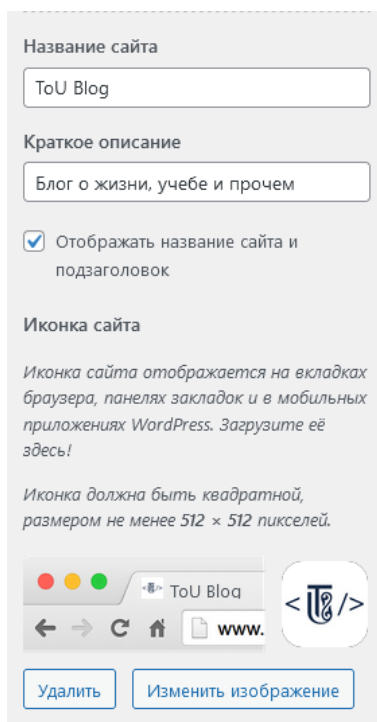 Название сайта
ToU Blog
Краткое описание
Блог о жизни, учебе и прочем
Отображать название сайта и
подзаголовок
Иконка сайта
Иконка сайта отображается на вкладках
браузера, панелях закладок и в мобильных
приложениях WordPress. Загрузите её
здесь!
Иконка должна быть квадратной,
размером не менее 512 × 512 пикселей.
ToU Blog
www.
Удалить
Изменить изображение